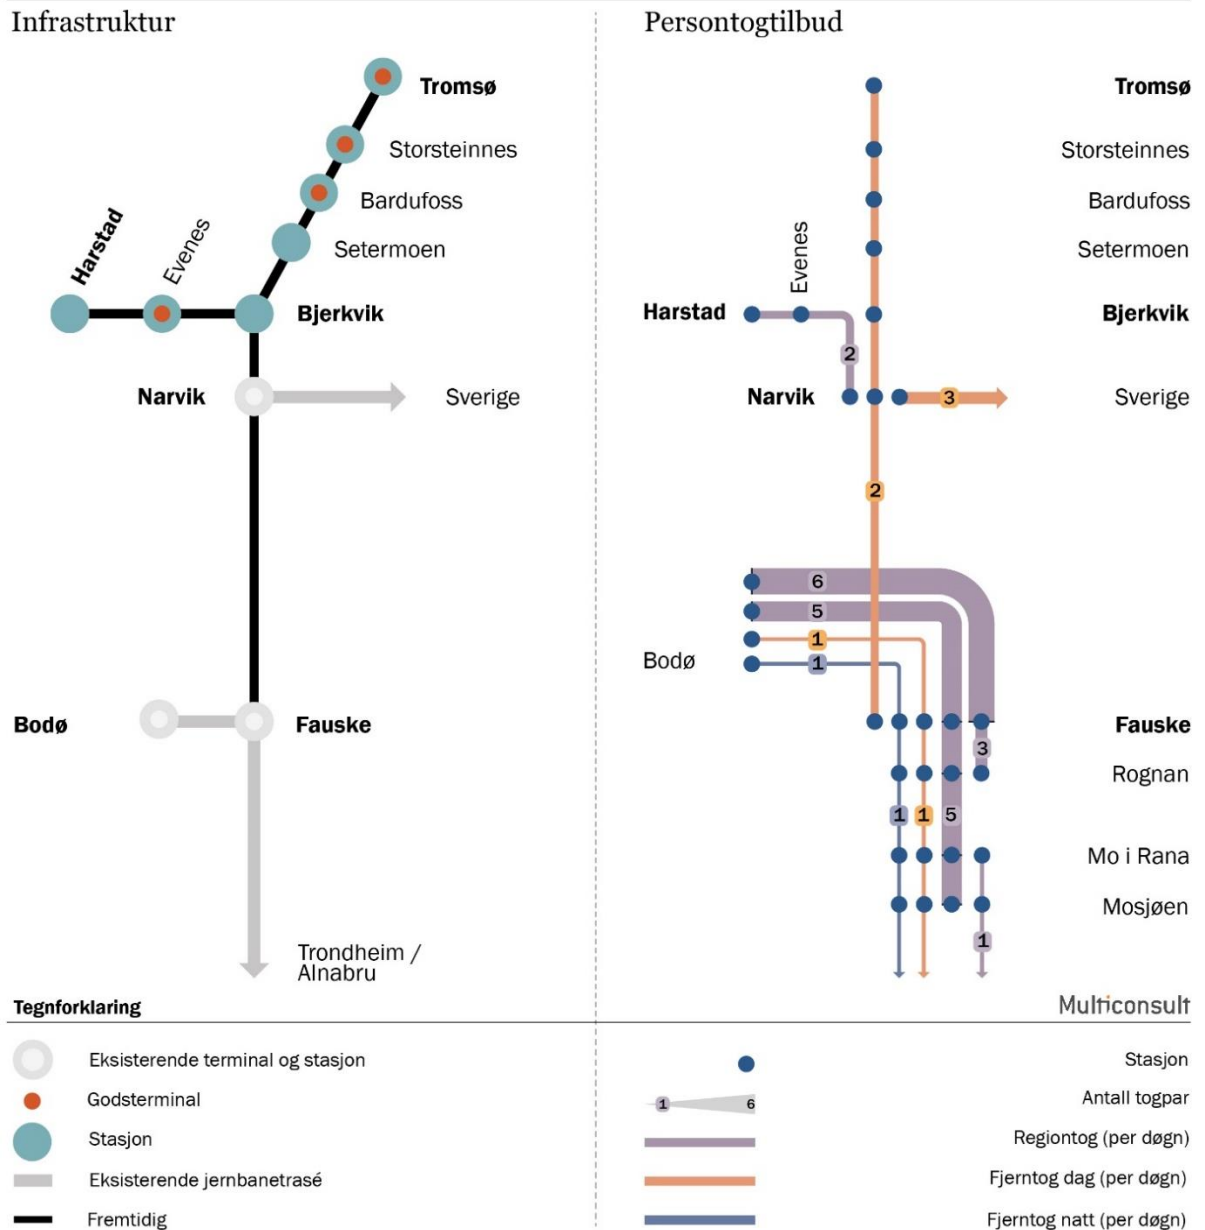 Infrastruktur
Tromsø
Storsteinnes
Bardufoss
Setermoen
Harstad
Evenes
Bjerkvik
Narvik
Sverige
Bodø
Fauske
Trondheim /
Alnabru
Persontogtilbud
Tromsø
Storsteinnes
Bardufoss
Setermoen
Evenes
Harstad
Bjerkvik
2
Narvik
3
Sverige
2
6
5
1
Bodø
1
Fauske
3
Rognan
1
1
5
Mo i Rana
Mosjøen
1
Multiconsult
Tegnforklaring
Eksisterende terminal og stasjon
Godsterminal
Stasjon
Eksisterende jernbanetrasé
Fremtidig
Stasjon
1
6
Antall togpar
Regiontog (per døgn)
Fjerntog dag (per døgn)
Fjerntog natt (per døgn)